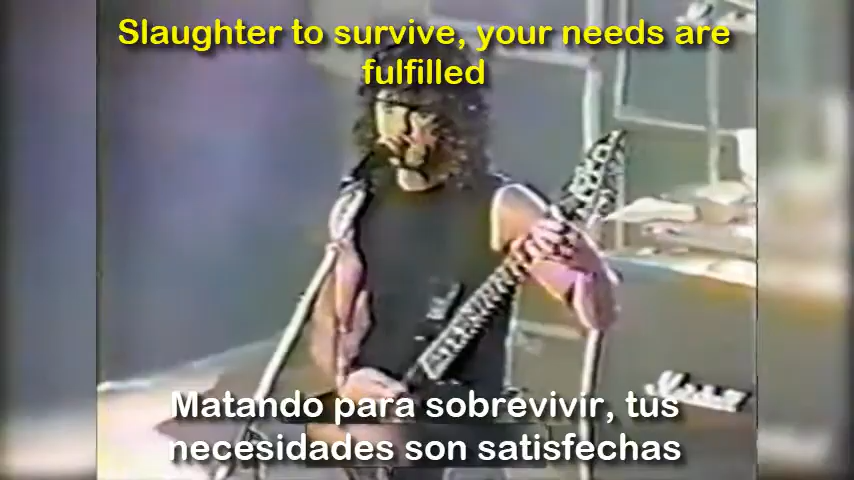 Slaughter to survive, your needs are
fulfilled
Matando para sobrevivir, tus
necesidades son satisfechas